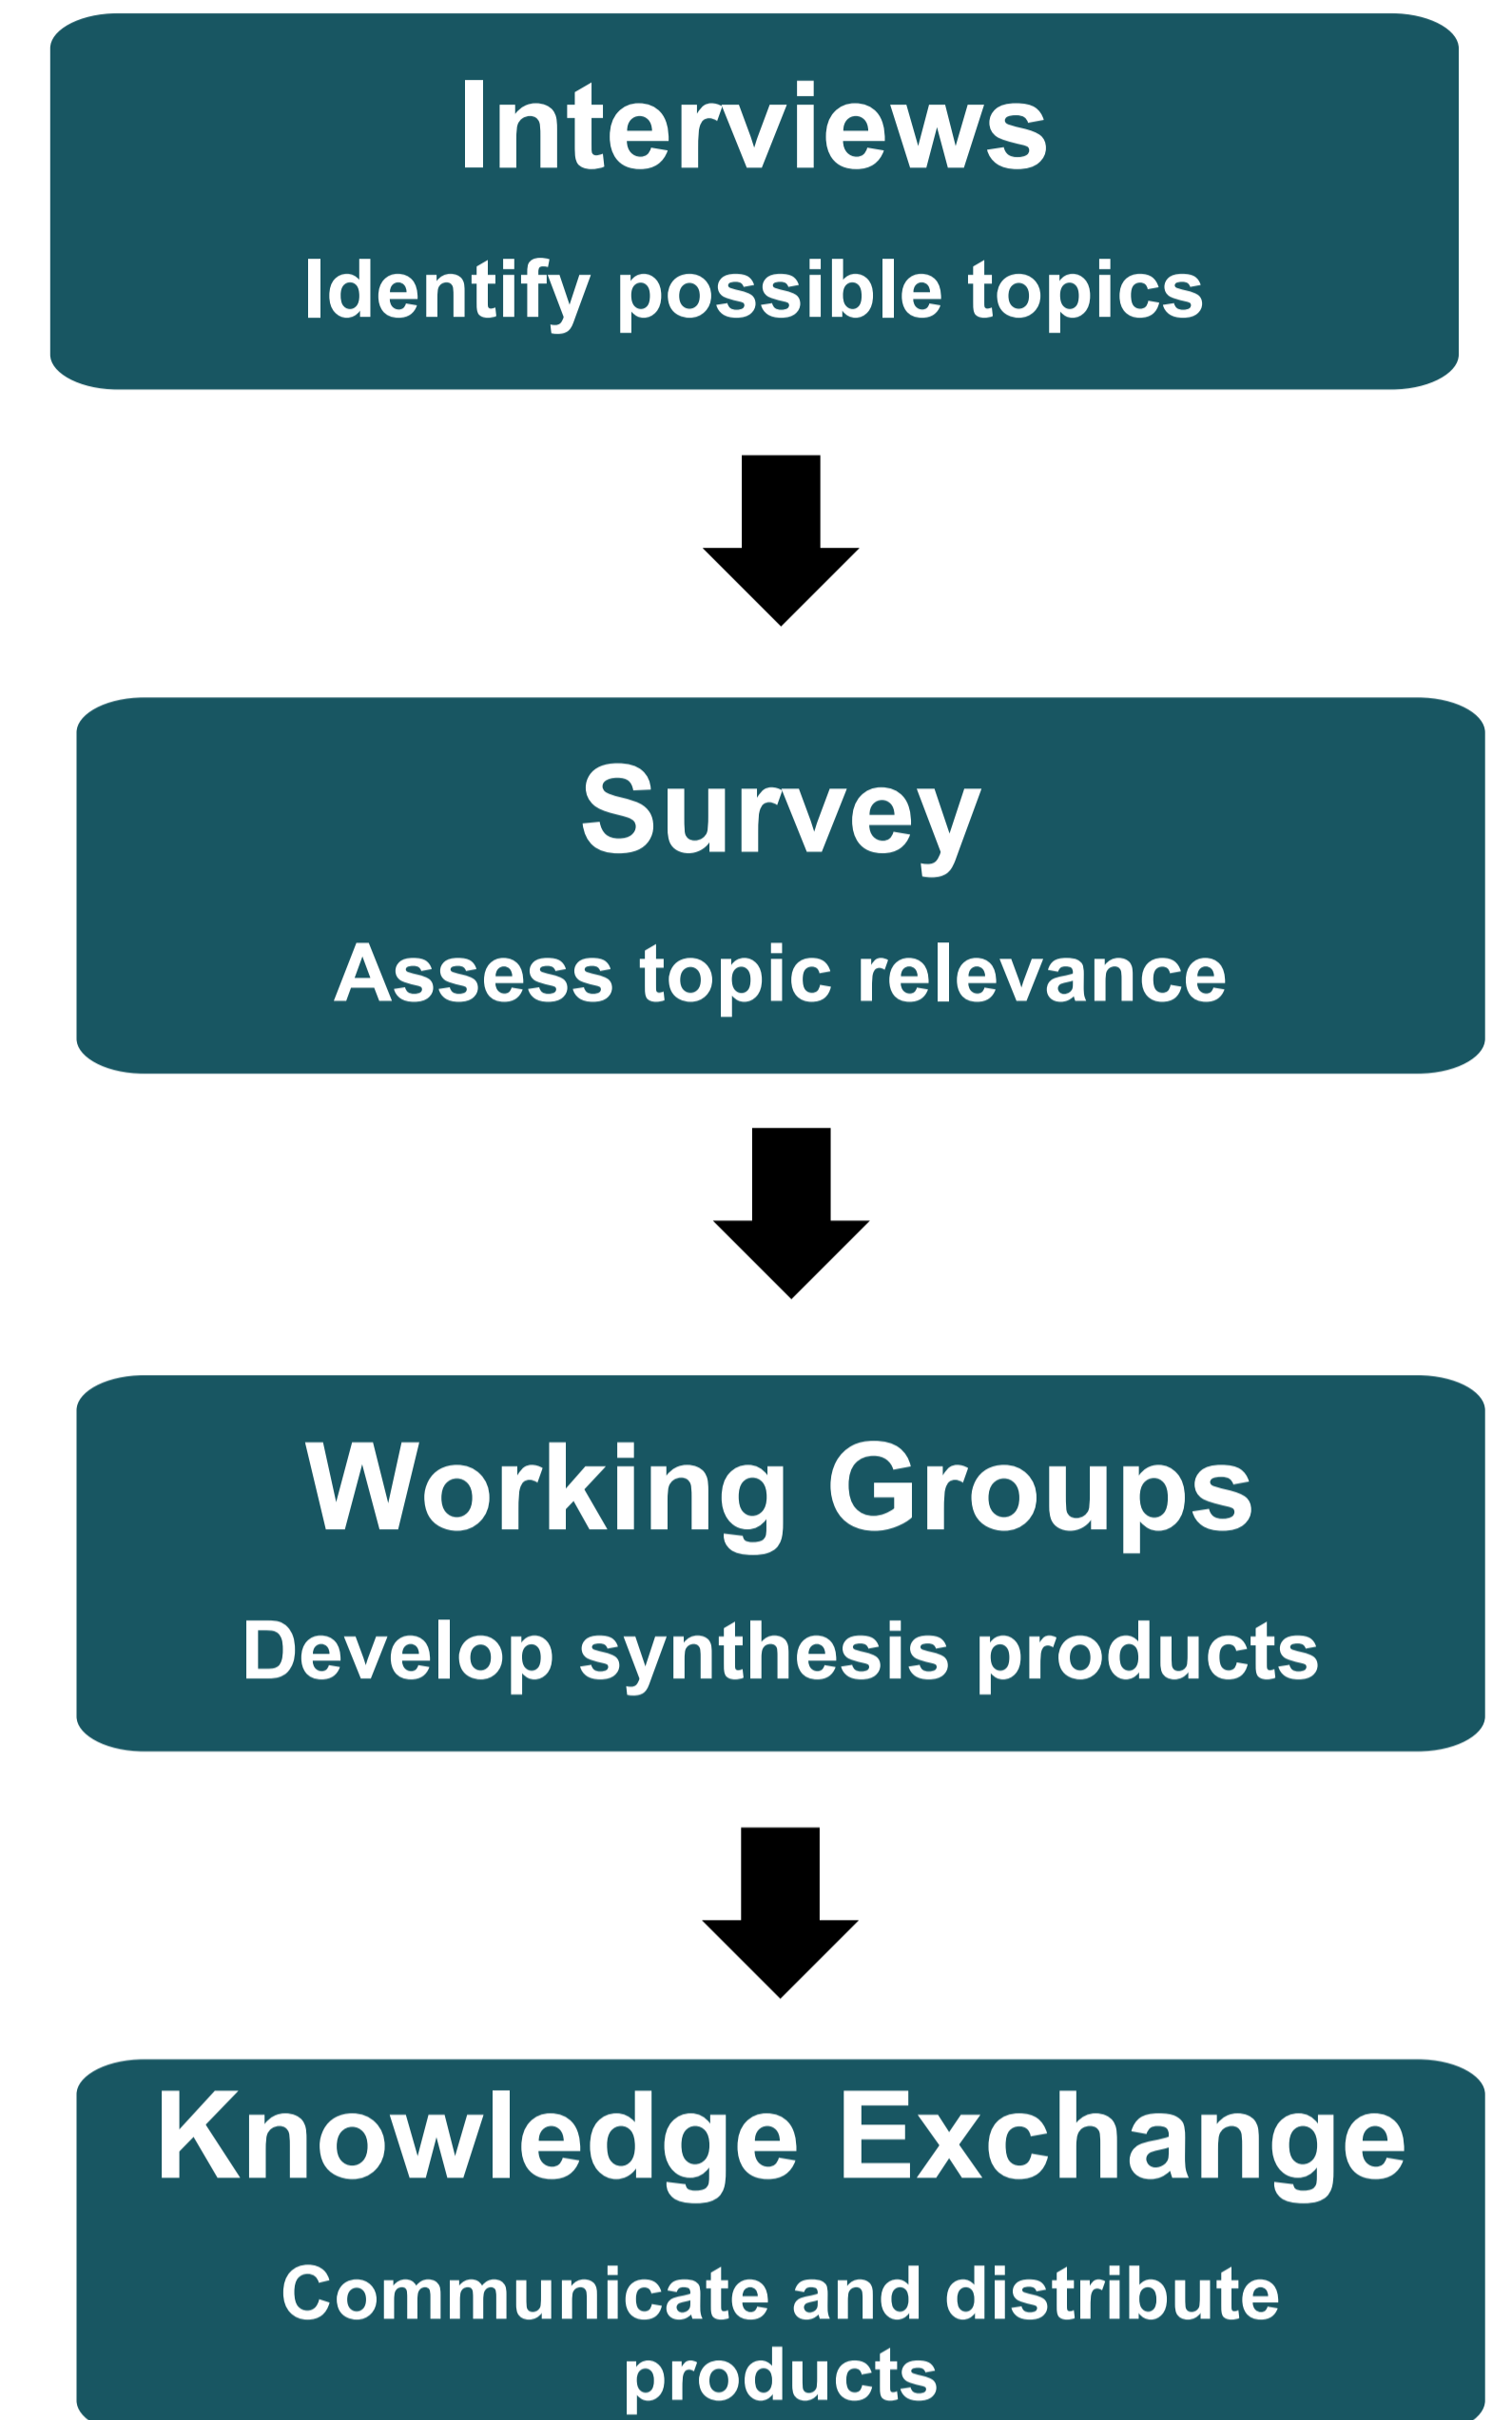 Interviews
Identify possible topics
Survey
Assess topic relevance
Working Groups
Develop synthesis products
Knowledge Exchange
Communicate and distribute
products